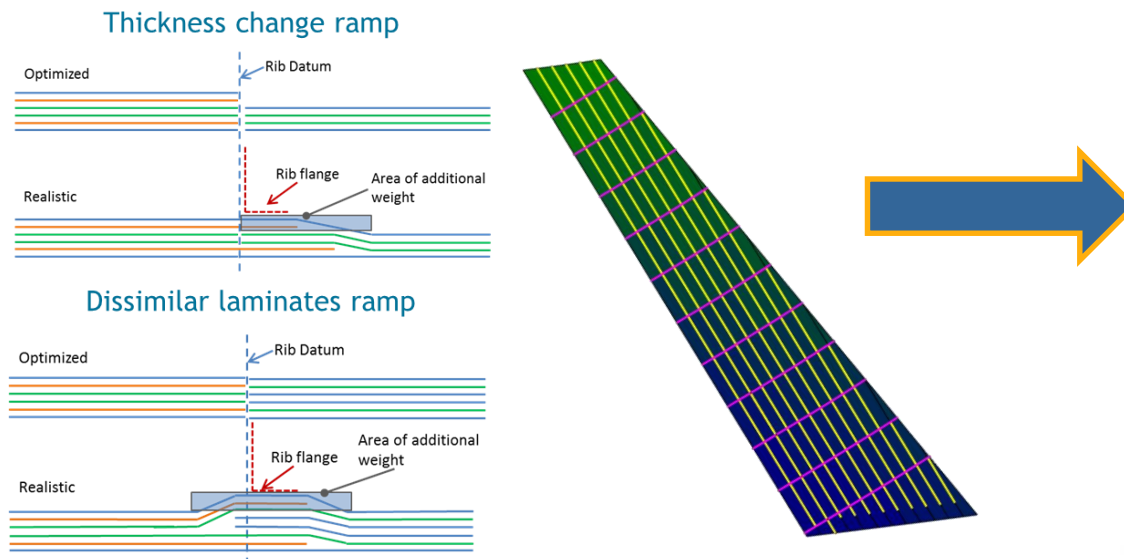 Thickness change ramp
Optimized
Rib Datum
Rib flange
Area of additional
weight
Realistic
Dissimilar laminates ramp
Optimized
Rib Datum
Rib flange
Area of additional
weight
Realistic